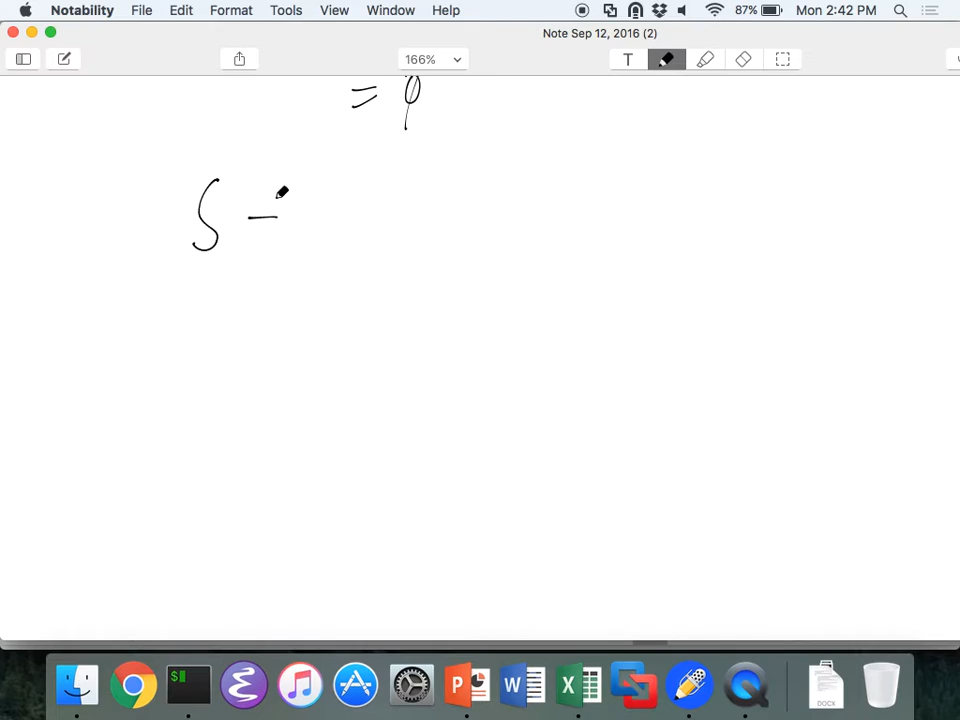 Notability File Edit Format Tools View Window Help 87% Mon 2:42 PM
Note Sep 12, 2016 (2)
166% T
= φ
S -
$
P W X
DOCX